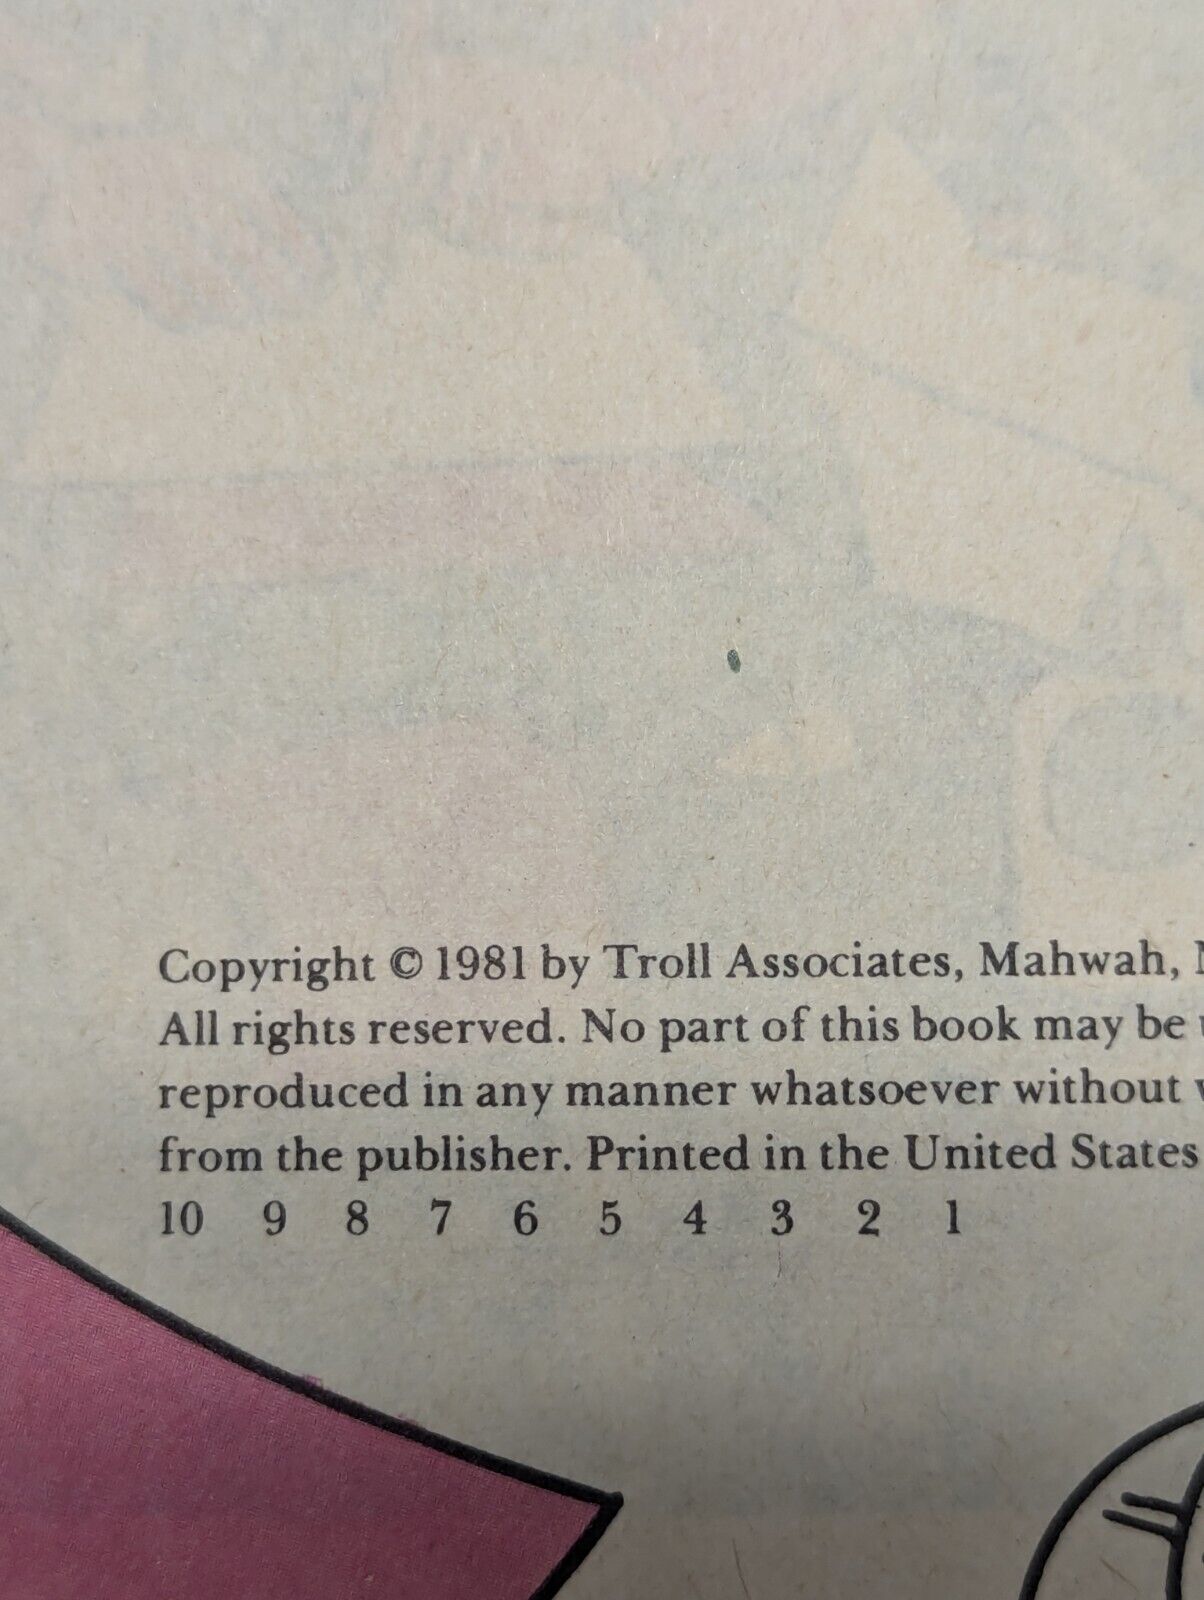 Copyright © 1981 by Troll Associates, Mahwah,
All rights reserved. No part of this book may be
reproduced in any manner whatsoever without
from the publisher. Printed in the United States
10 9 8 7 6 5 4 3 2 1